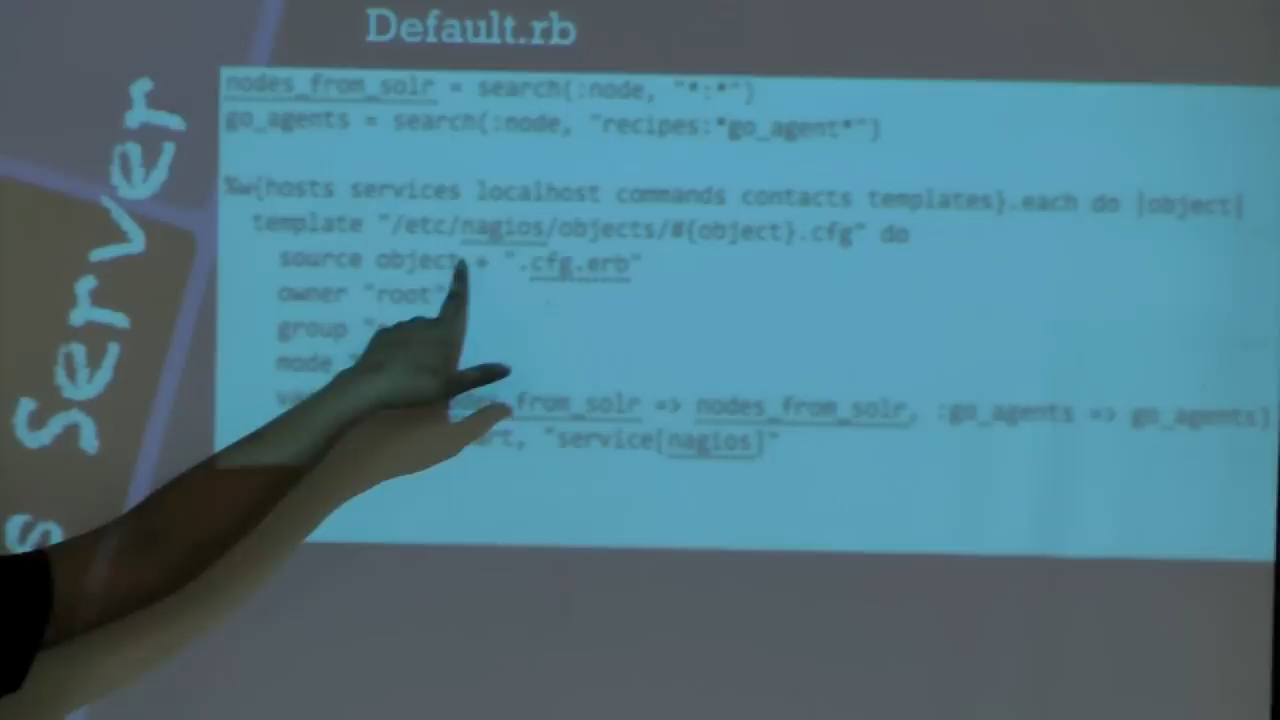 Default.rb
s Server
nodes_from_solr = search(:node, "*:*")
go_agents = search(:node, "recipes:*go_agent*")
%w{hosts services localhost commands contacts templates}.each do |object|
template "/etc/nagios/objects/#{object}.cfg" do
source object + ".cfg.erb"
owner "root"
group "
mode "
_from_solr => nodes_from_solr, :go_agents => go_agents)
"service[nagios]"